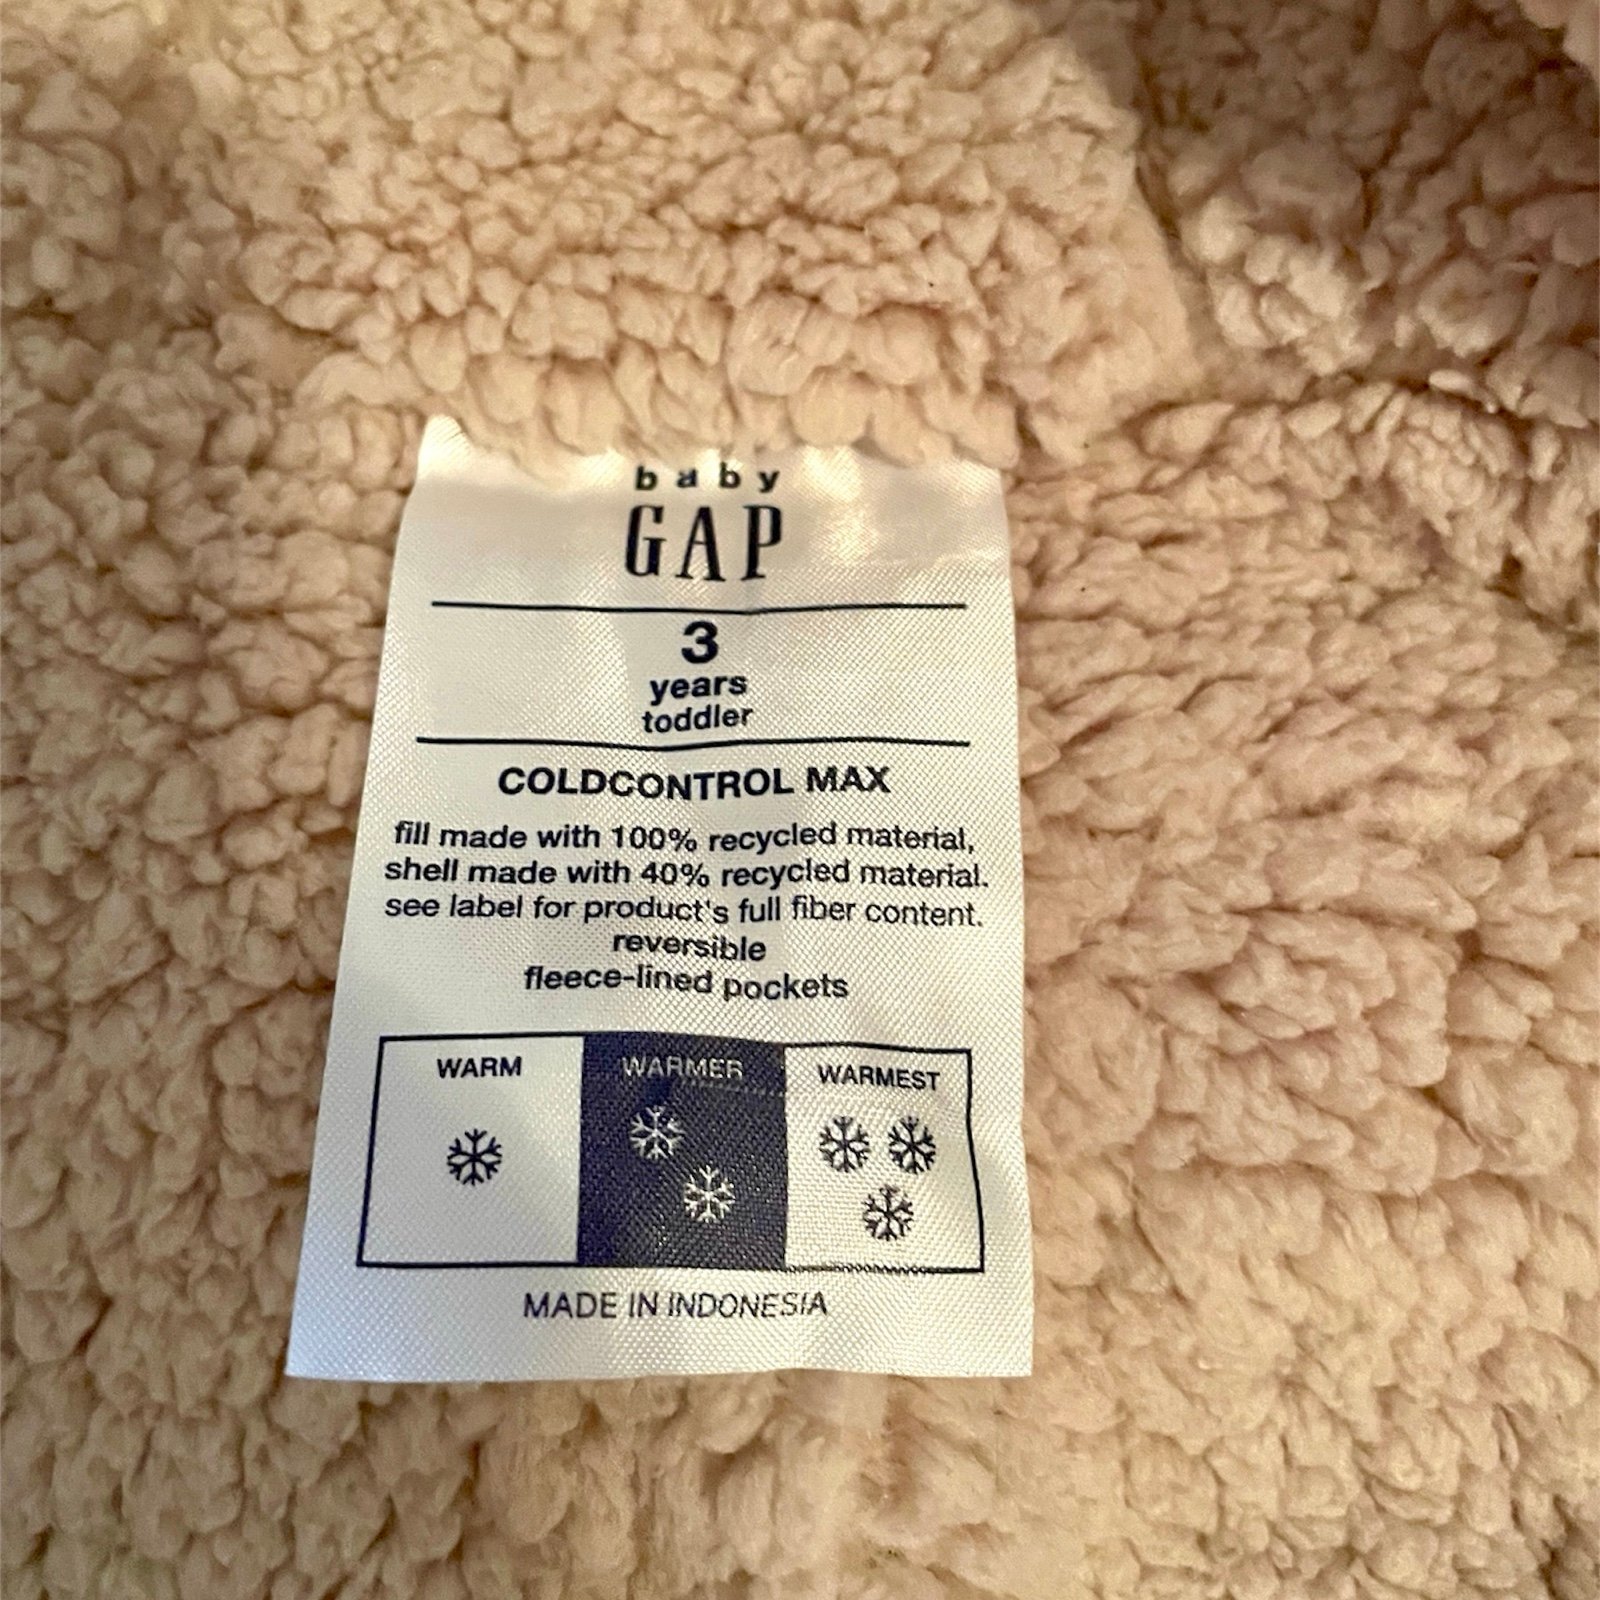 baby
GAP
3
years
toddler
COLDCONTROL MAX
fill made with 100% recycled material,
shell made with 40% recycled material.
see label for product's full fiber content.
reversible
fleece-lined pockets
WARM WARMER WARMEST
MADE IN INDONESIA